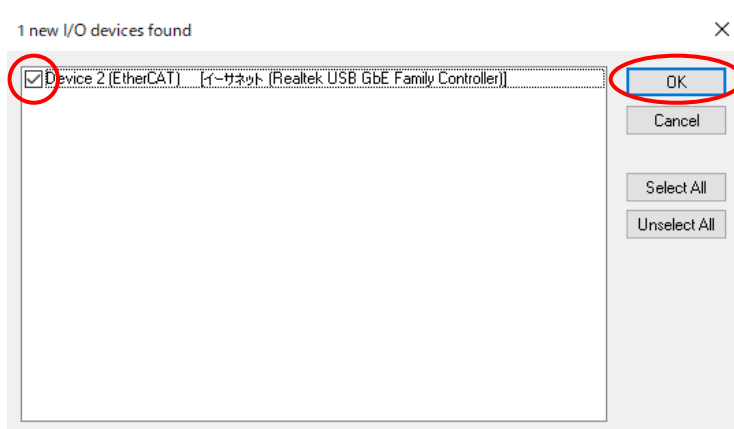 1 new I/O devices found
Device 2 (EtherCAT) [イーサネット (Realtek USB GbE Family Controller)]
OK
Cancel
Select All
Unselect All